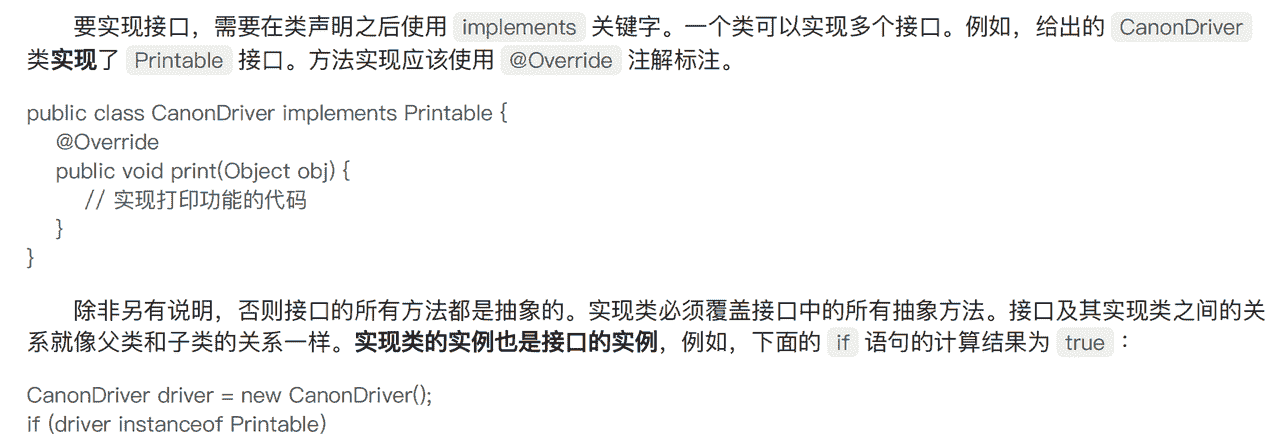 要实现接口，需要在类声明之后使用 implements 关键字。一个类可以实现多个接口。例如，给出的 CanonDriver
类实现了 Printable 接口。方法实现应该使用 @Override 注解标注。
public class CanonDriver implements Printable {
    @Override
    public void print(Object obj) {
        // 实现打印功能的代码
    }
}
除非另有说明，否则接口的所有方法都是抽象的。实现类必须覆盖接口中的所有抽象方法。接口及其实现类之间的关
系就像父类和子类的关系一样。实现类的实例也是接口的实例，例如，下面的 if 语句的计算结果为 true：
CanonDriver driver = new CanonDriver();
if (driver instanceof Printable)